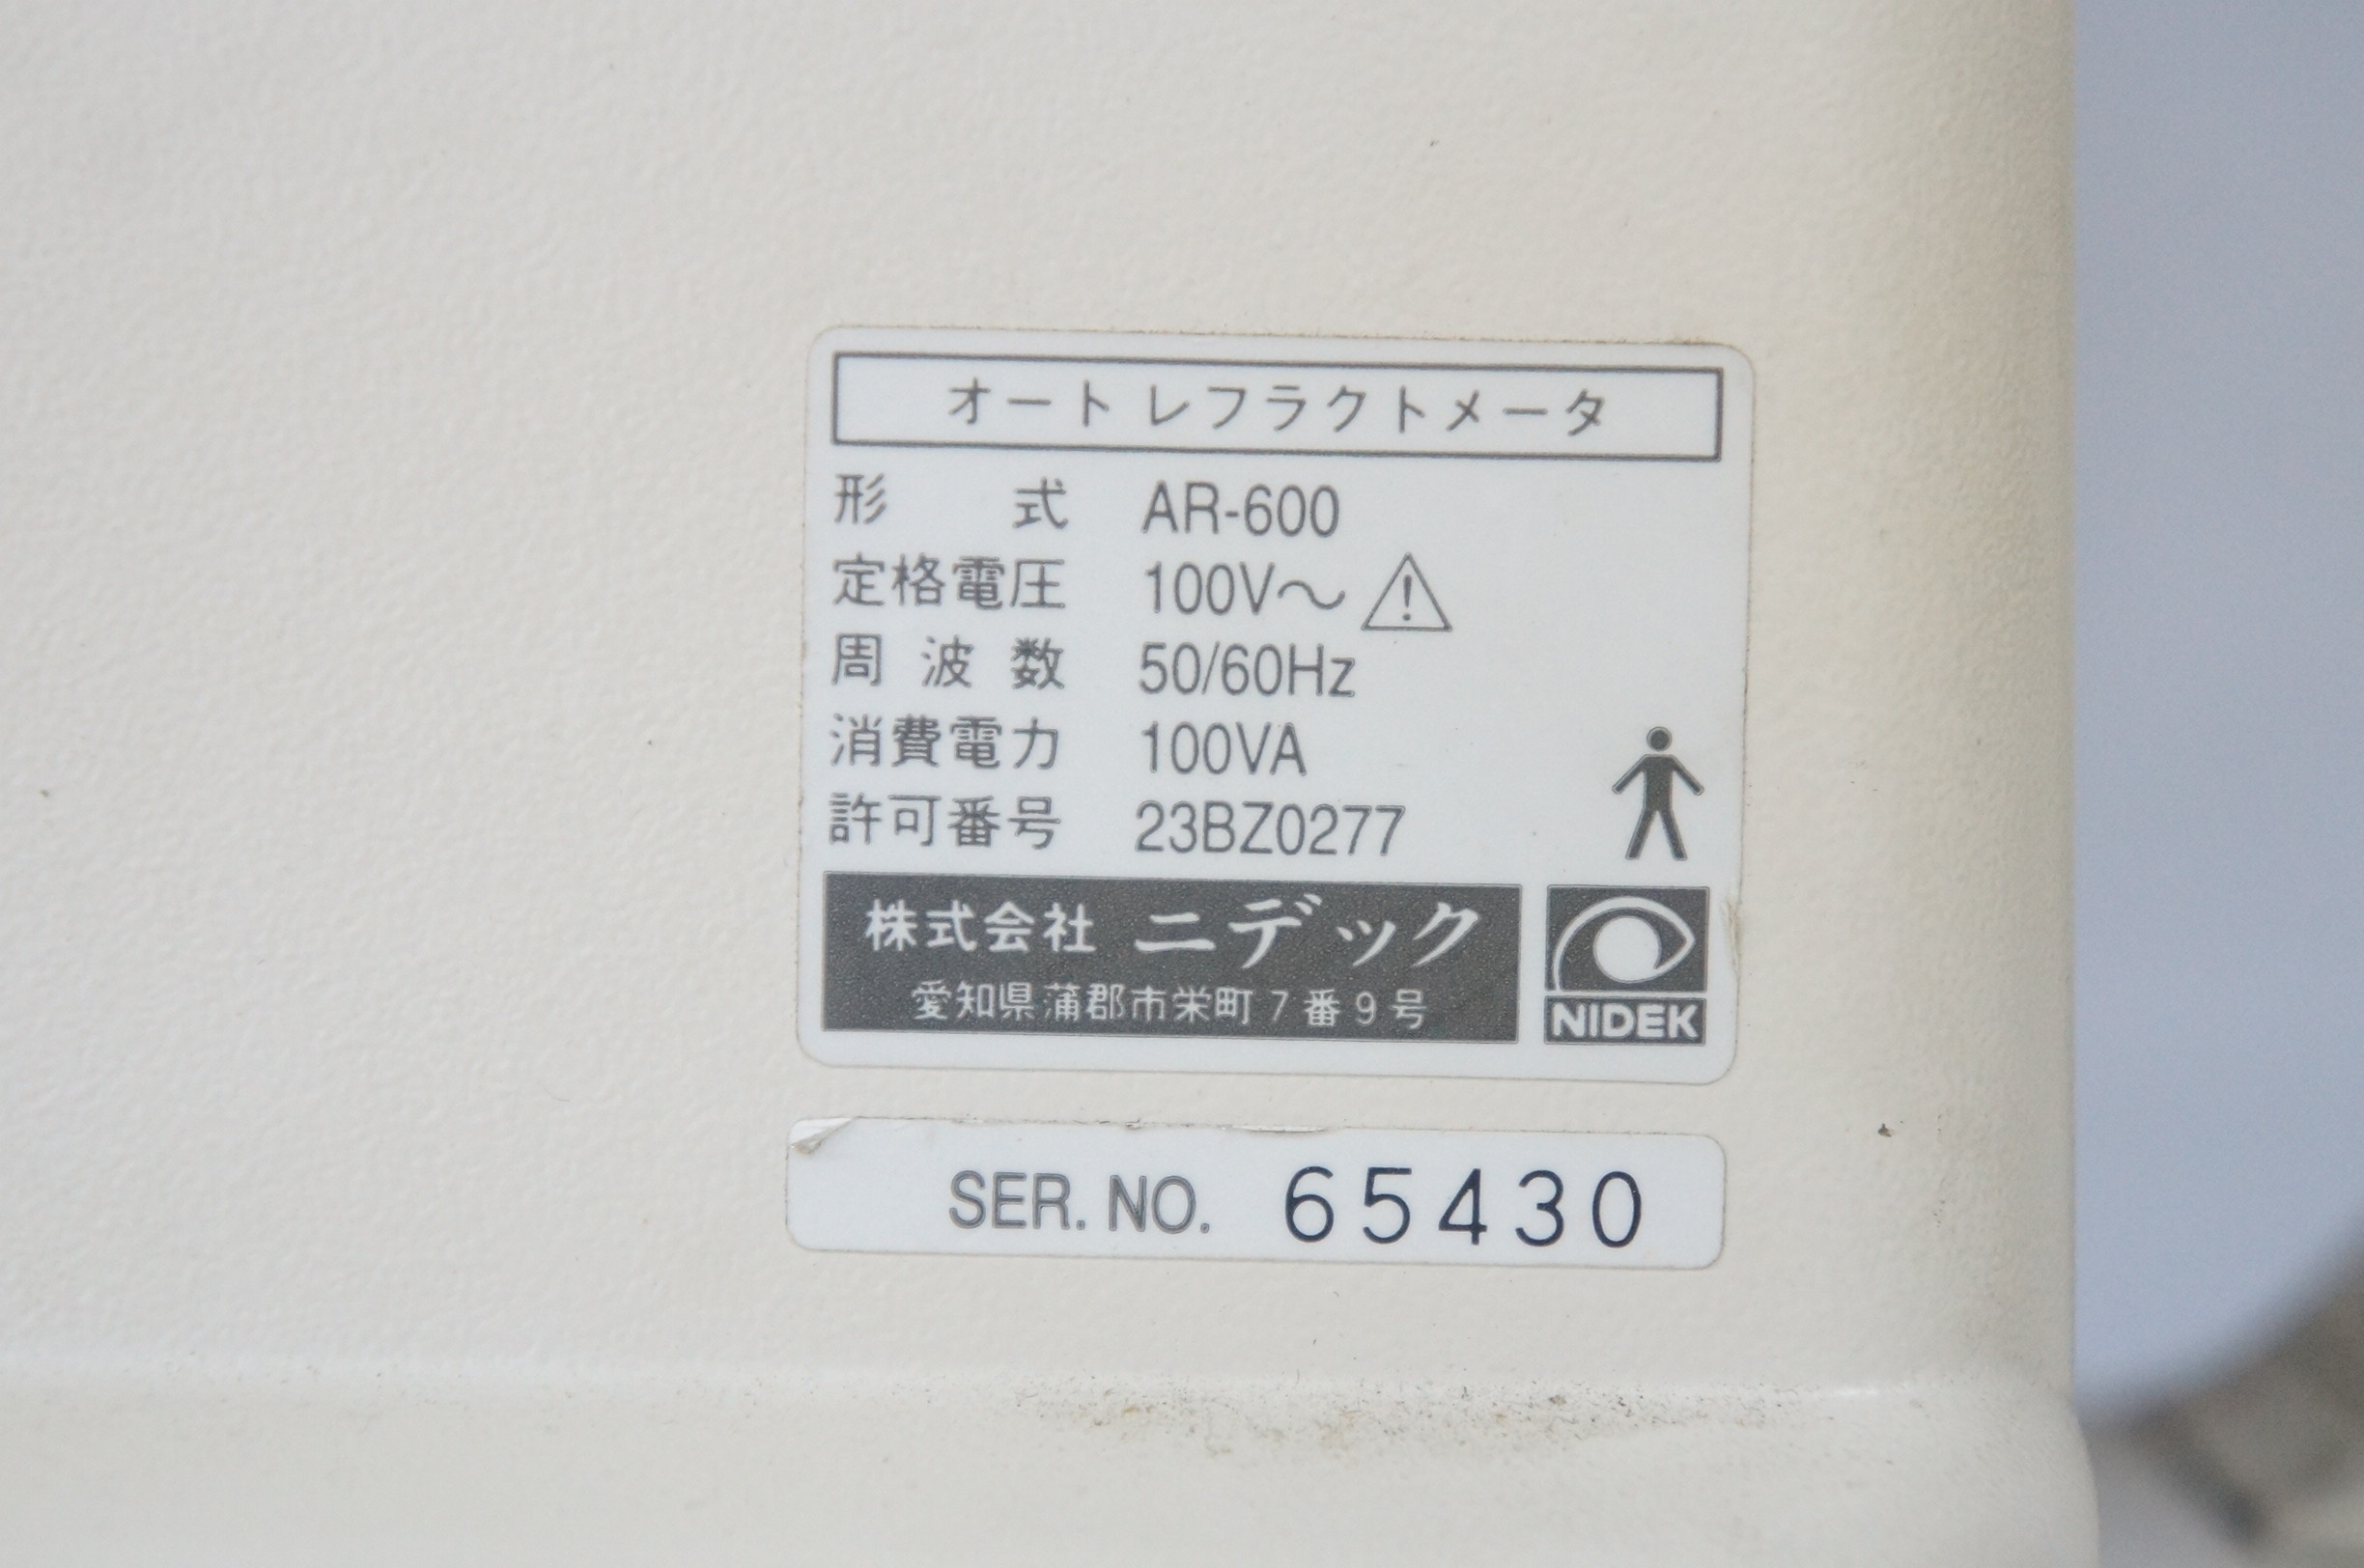 オートレフラクトメータ
形式 AR-600
定格電圧 100V～
周波数 50/60Hz
消費電力 100VA
許可番号 23BZ0277
株式会社 ニデック
愛知県蒲郡市栄町7番9号
NIDEK
SER. NO. 65430